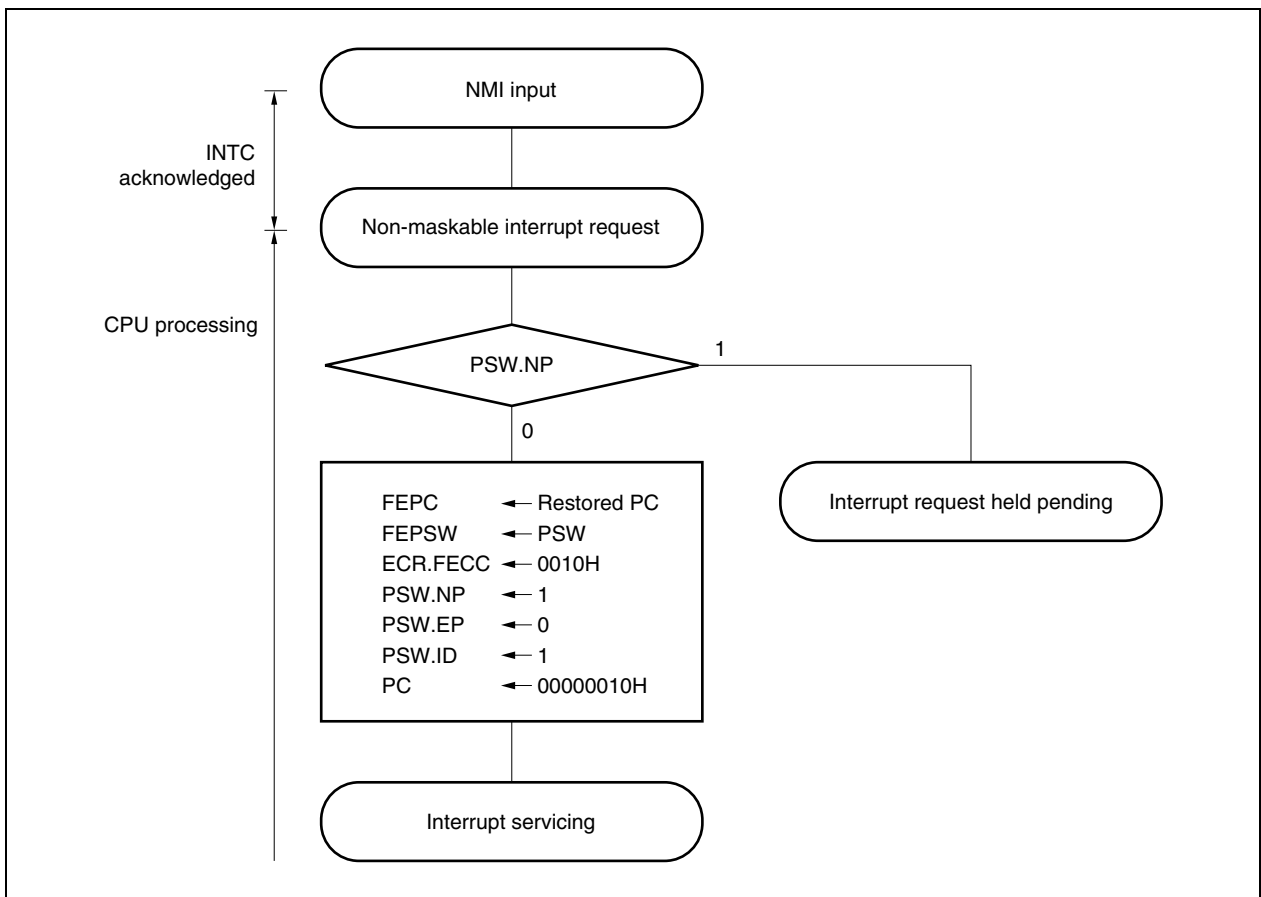 NMI input
INTC
acknowledged
Non-maskable interrupt request
CPU processing
PSW.NP
1
0
FEPC ← Restored PC
FEPSW ← PSW
ECR.FECC ← 0010H
PSW.NP ← 1
PSW.EP ← 0
PSW.ID ← 1
PC ← 00000010H
Interrupt request held pending
Interrupt servicing